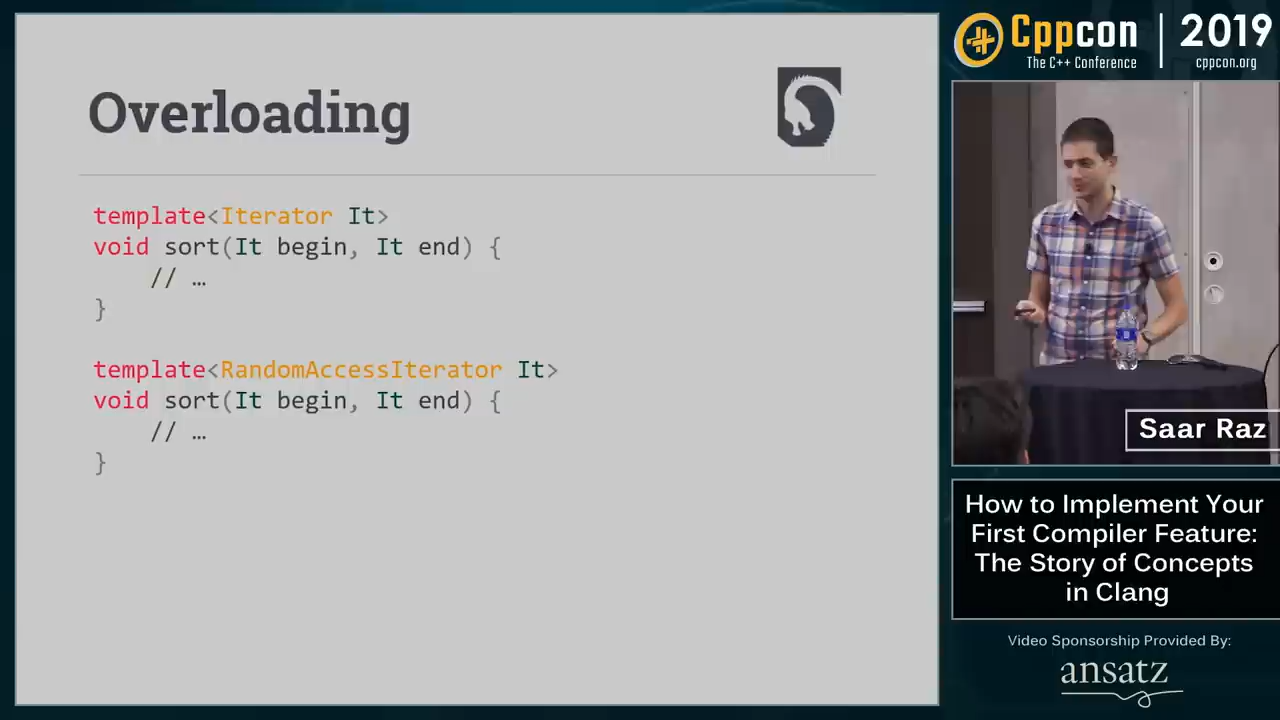 Overloading
template<Iterator It>
void sort(It begin, It end) {
// …
}
template<RandomAccessIterator It>
void sort(It begin, It end) {
// …
}
Cppcon | 2019
The C++ Conference
cppcon.org
Saar Raz
How to Implement Your
First Compiler Feature:
The Story of Concepts
in Clang
Video Sponsorship Provided By:
ansatz